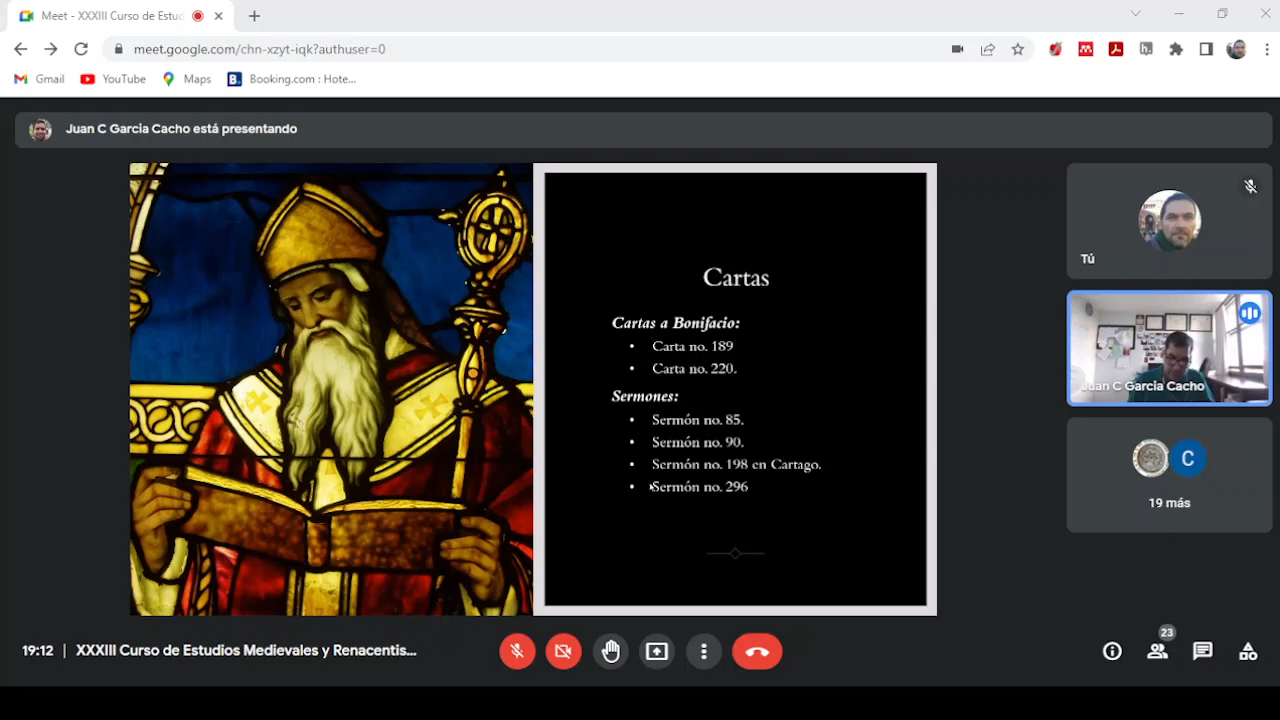 Meet - XXXIII Curso de Estud
meet.google.com/chn-xzyt-iqk?authuser=0
Gmail
YouTube
Maps
B. Booking.com : Hote...
Juan C Garcia Cacho está presentando
Cartas
Cartas a Bonifacio:
• Carta no. 189
• Carta no. 220.
Sermones:
• Sermón no. 85.
• Sermón no. 90.
• Sermón no. 198 en Cartago.
• Sermón no. 296
Tú
Juan C Garcia Cacho
C
19 más
19:12 | XXXIII Curso de Estudios Medievales y Renacentis...
23